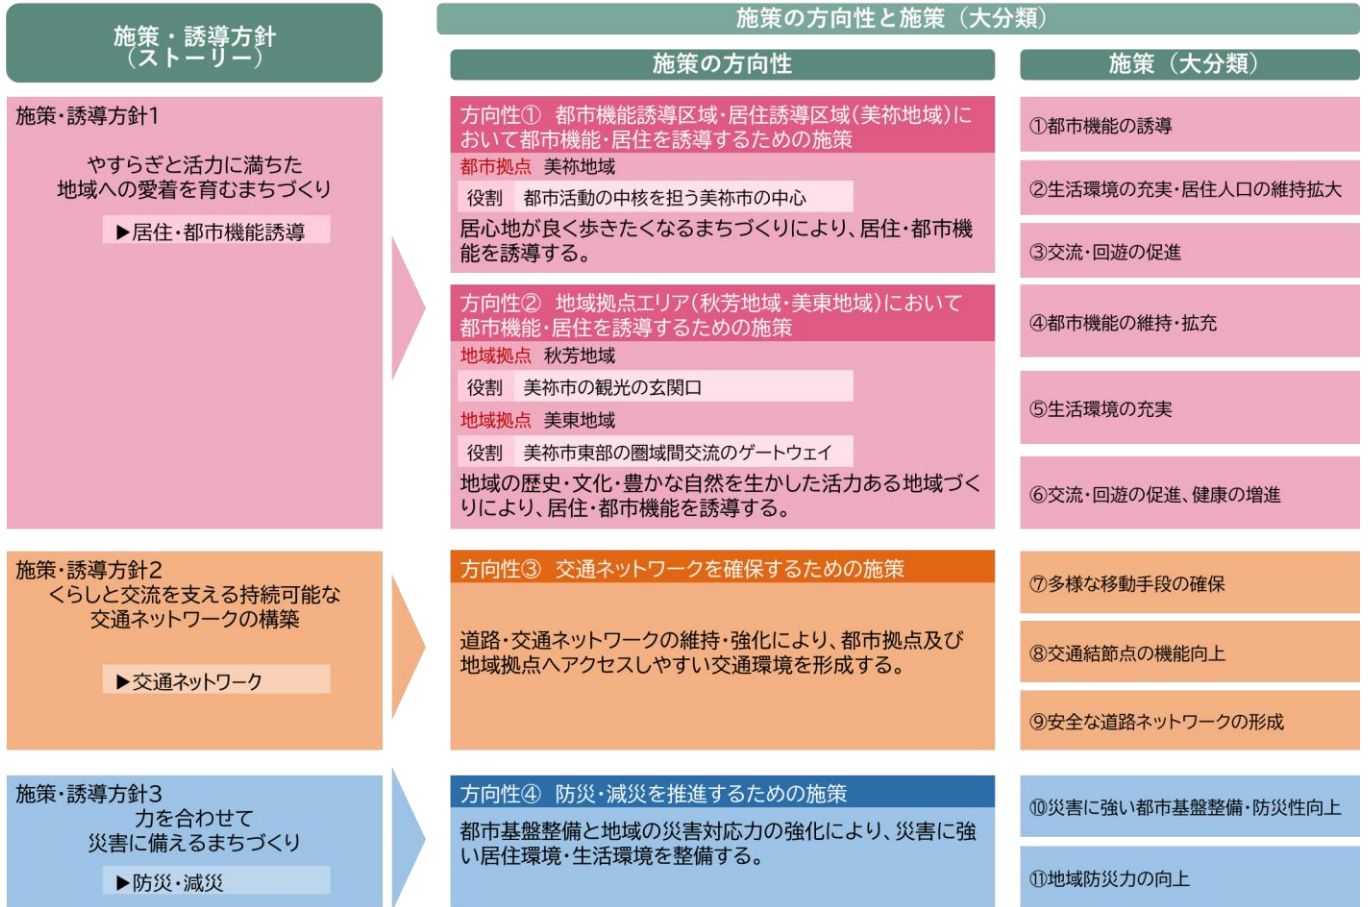 施策・誘導方針
(ストーリー)
施策の方向性と施策（大分類）
施策の方向性
施策（大分類）
施策・誘導方針1
やすらぎと活力に満ちた
地域への愛着を育むまちづくり
▶居住・都市機能誘導
方向性① 都市機能誘導区域・居住誘導区域(美祢地域)に
おいて都市機能・居住を誘導するための施策
都市拠点 美祢地域
役割 都市活動の中核を担う美祢市の中心
居心地が良く歩きたくなるまちづくりにより、居住・都市機
能を誘導する。
①都市機能の誘導
②生活環境の充実・居住人口の維持拡大
③交流・回遊の促進
方向性② 地域拠点エリア(秋芳地域・美東地域)において
都市機能・居住を誘導するための施策
地域拠点 秋芳地域
役割 美祢市の観光の玄関口
地域拠点 美東地域
役割 美祢市東部の圏域間交流のゲートウェイ
地域の歴史・文化・豊かな自然を生かした活力ある地域づく
りにより、居住・都市機能を誘導する。
④都市機能の維持・拡充
⑤生活環境の充実
⑥交流・回遊の促進、健康の増進
施策・誘導方針2
くらしと交流を支える持続可能な
交通ネットワークの構築
▶交通ネットワーク
方向性③ 交通ネットワークを確保するための施策
道路・交通ネットワークの維持・強化により、都市拠点及び
地域拠点へアクセスしやすい交通環境を形成する。
⑦多様な移動手段の確保
⑧交通結節点の機能向上
⑨安全な道路ネットワークの形成
施策・誘導方針3
力を合わせて
災害に備えるまちづくり
▶防災・減災
方向性④ 防災・減災を推進するための施策
都市基盤整備と地域の災害対応力の強化により、災害に強
い居住環境・生活環境を整備する。
⑩災害に強い都市基盤整備・防災性向上
⑪地域防災力の向上